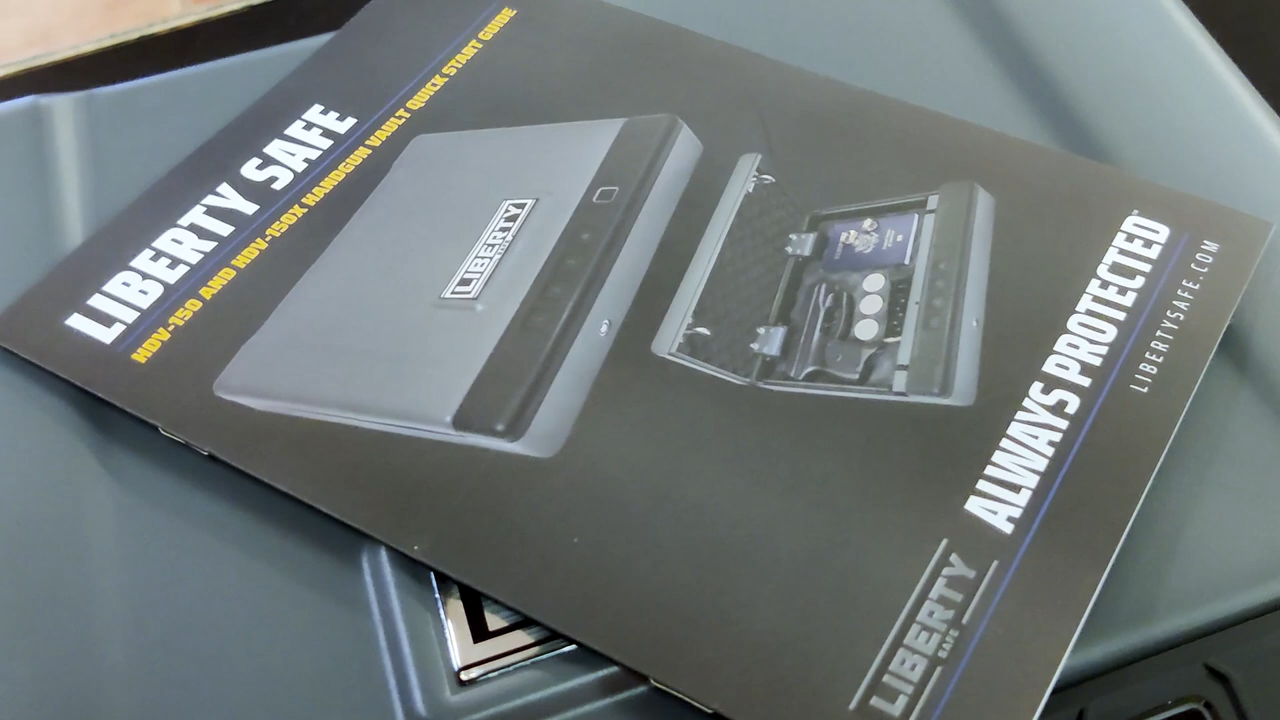 LIBERTY SAFE
HDV-150 AND HDV-150X HANDGUN VAULT QUICK START GUIDE
LIBERTY
ALWAYS PROTECTED
LIBERTYSAFE.COM
LIBERTY
SAFE